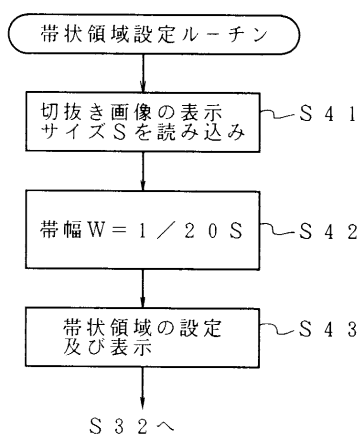 帯状領域設定ルーチン
切抜き画像の表示
サイズSを読み込み
S41
帯幅W=1/20S
S42
帯状領域の設定
及び表示
S43
S32へ